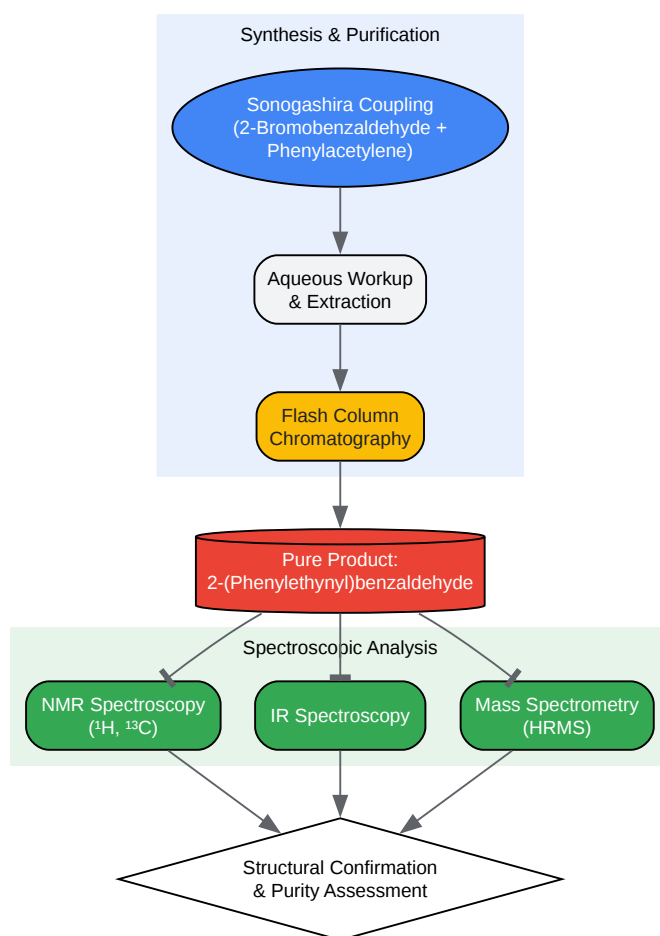 Synthesis & Purification
Sonogashira Coupling
(2-Bromobenzaldehyde +
Phenylacetylene)
Aqueous Workup
& Extraction
Flash Column
Chromatography
Pure Product:
2-(Phenylethynyl)benzaldehyde
Spectroscopic Analysis
NMR Spectroscopy
(¹H, ¹³C)
IR Spectroscopy
Mass Spectrometry
(HRMS)
Structural Confirmation
& Purity Assessment